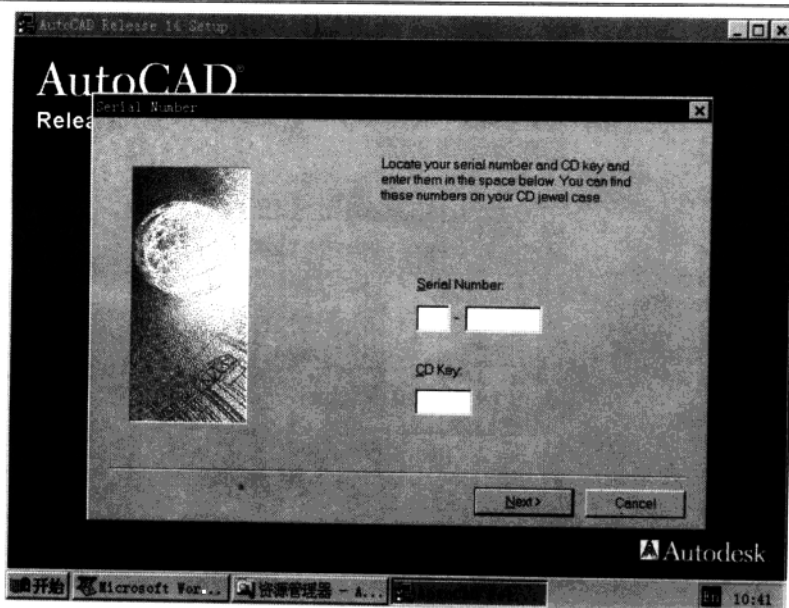 AutoCAD Release 14 Setup
AutoCAD®
Relea
Serial Number
Locate your serial number and CD key and
enter them in the space below. You can find
these numbers on your CD jewel case.
Serial Number:
-
CD Key:
Next >
Cancel
Autodesk
开始
Microsoft Wor...
资源管理器 - A...
En
10:41